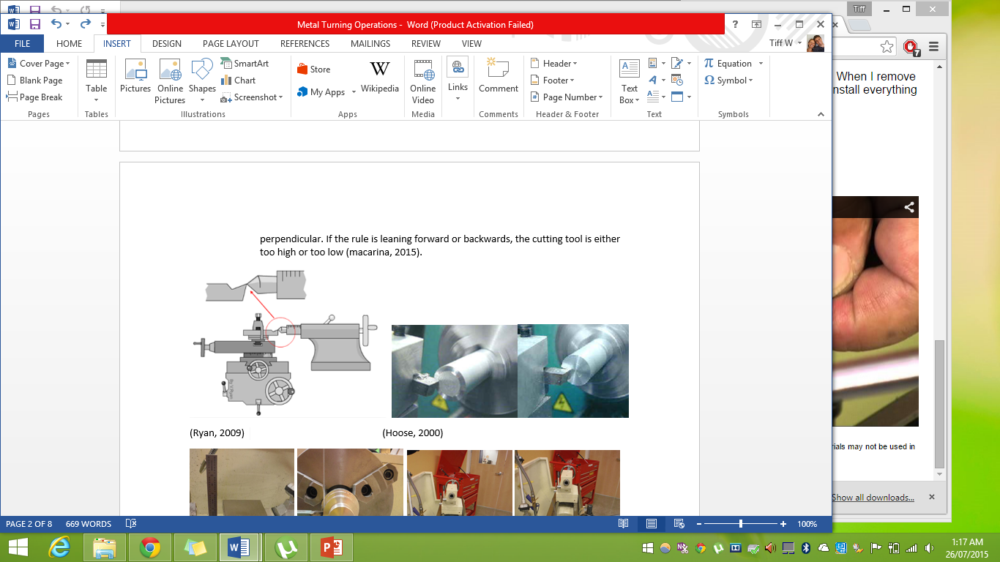 Tiff
Metal Turning Operations - Word (Product Activation Failed)
?
FILE HOME INSERT DESIGN PAGE LAYOUT REFERENCES MAILINGS REVIEW VIEW Tiff W
Cover Page
Blank Page
Page Break
Pages
Table
Tables
Pictures
Online Pictures
Shapes
SmartArt
Chart
Screenshot
Illustrations
Store
My Apps
W
Wikipedia
Apps
Online Video
Media
Links
Comment
Comments
Header
Footer
Page Number
Header & Footer
Text Box
Text
Equation
Symbol
Symbols
7
When I remove
nstall everything
perpendicular. If the rule is leaning forward or backwards, the cutting tool is either
too high or too low (macarina, 2015).
(Ryan, 2009) (Hoose, 2000)
rials may not be used in
Show all downloads...
PAGE 2 OF 8 669 WORDS 100%
1:17 AM
26/07/2015